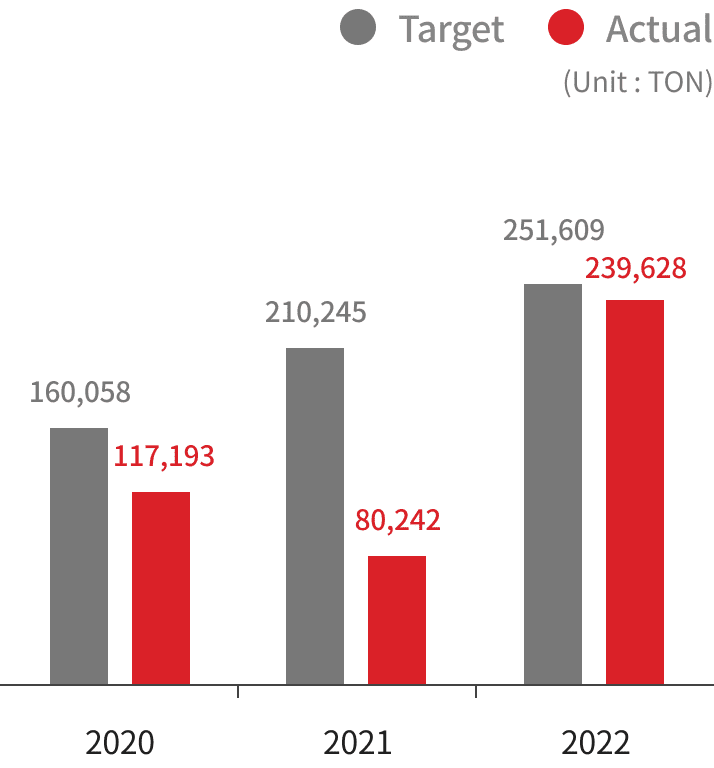 Target Actual
(Unit : TON)
251,609
239,628
210,245
160,058
117,193
80,242
2020 2021 2022